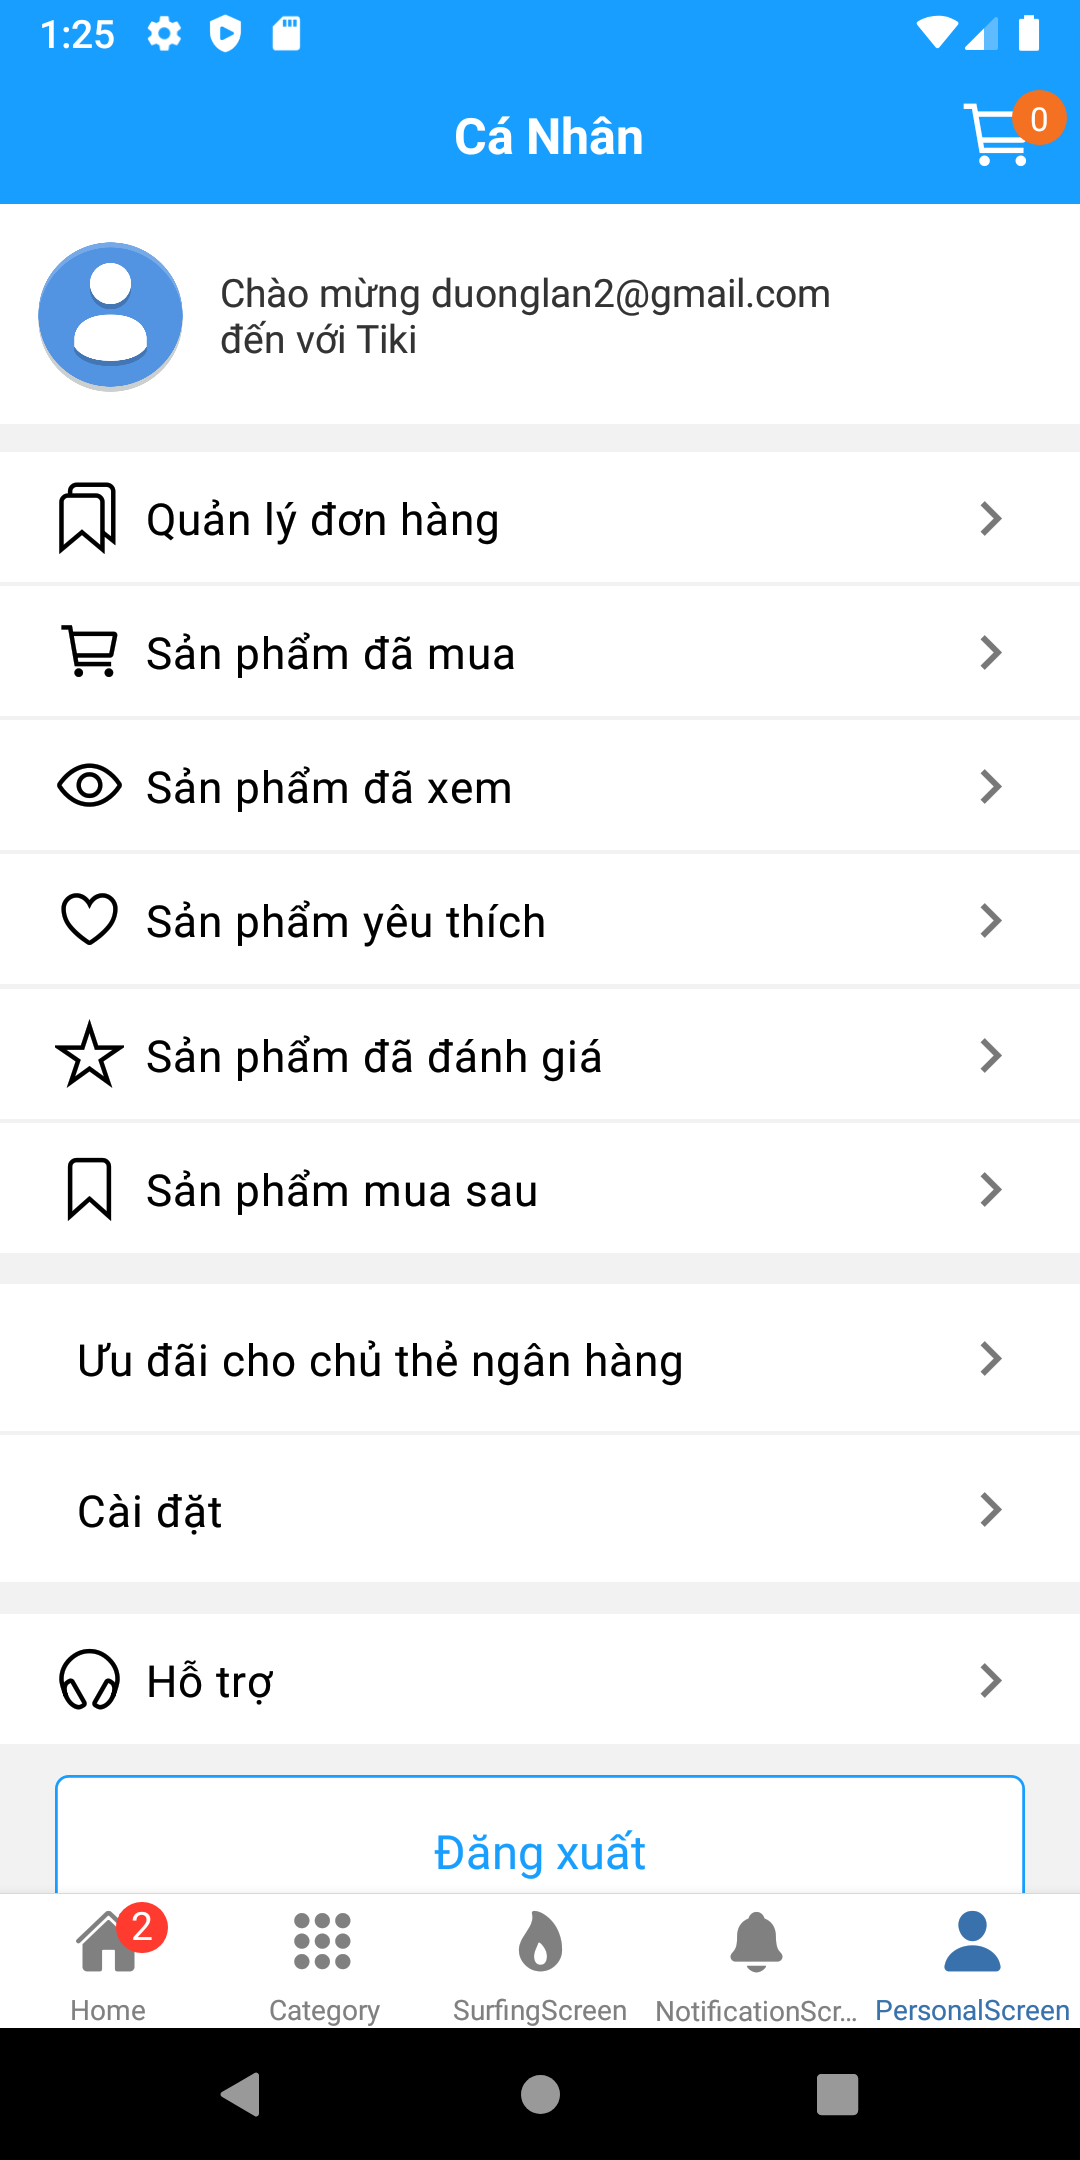 1:25
Cá Nhân
0
Chào mừng duonglan2@gmail.com
đến với Tiki
Quản lý đơn hàng
Sản phẩm đã mua
Sản phẩm đã xem
Sản phẩm yêu thích
Sản phẩm đã đánh giá
Sản phẩm mua sau
Ưu đãi cho chủ thẻ ngân hàng
Cài đặt
Hỗ trợ
Đăng xuất
2
Home
Category
SurfingScreen
NotificationScr...
PersonalScreen